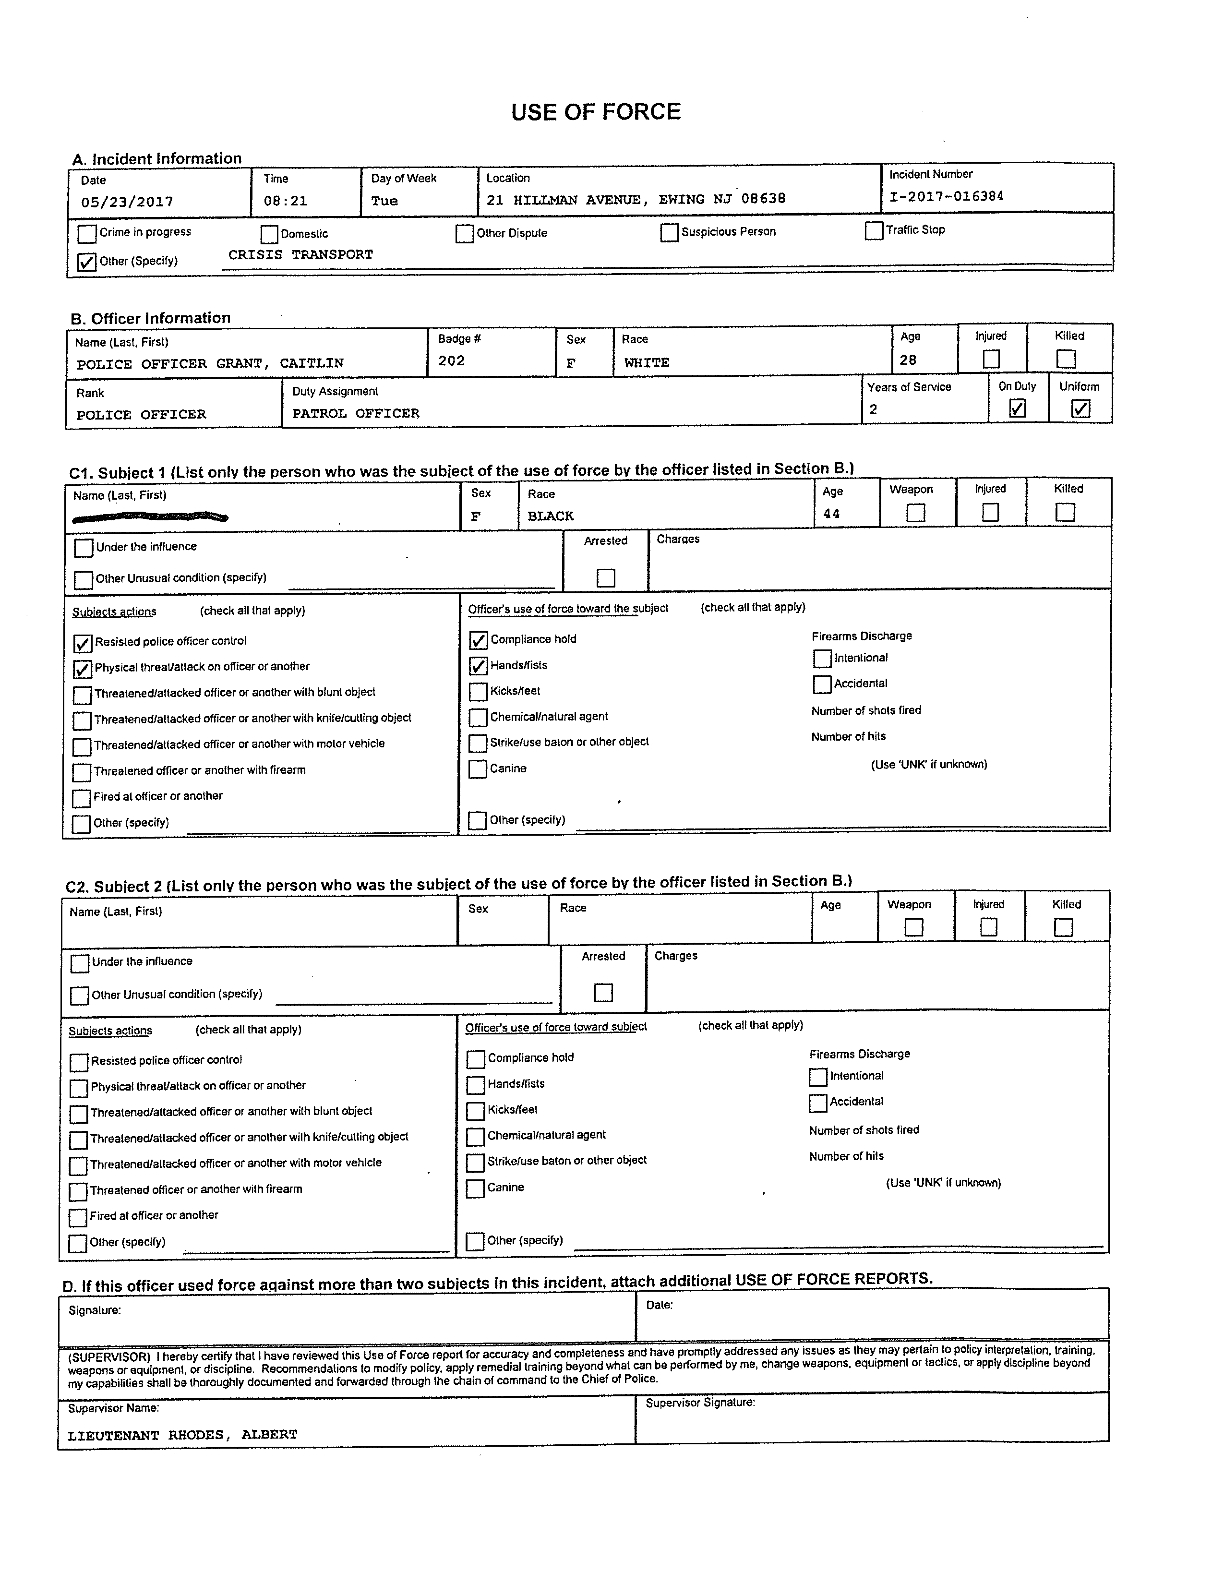 USE OF FORCE
A. Incident Information
Date Time Day of Week Location Incident Number
05/23/2017 08:21 Tue 21 HILLMAN AVENUE, EWING NJ 08638 I-2017-016384
Crime in progress Domestic Other Dispute Suspicious Person Traffic Stop
Other (Specify) CRISIS TRANSPORT
B. Officer Information
Name (Last, First) Badge # Sex Race Age Injured Killed
POLICE OFFICER GRANT, CAITLIN 202 F WHITE 28
Rank Duty Assignment Years of Service On Duty Uniform
POLICE OFFICER PATROL OFFICER 2
C1. Subject 1 (List only the person who was the subject of the use of force by the officer listed in Section B.)
Name (Last, First) Sex Race Age Weapon Injured Killed
F BLACK 44
Under the influence Arrested Charges
Other Unusual condition (specify)
Subjects actions (check all that apply) Officer's use of force toward the subject (check all that apply)
Resisted police officer control Compliance hold Firearms Discharge
Physical threat/attack on officer or another Hands/fists Intentional
Threatened/attacked officer or another with blunt object Kicks/feet Accidental
Threatened/attacked officer or another with knife/cutting object Chemical/natural agent Number of shots fired
Threatened/attacked officer or another with motor vehicle Strike/use baton or other object Number of hits
Threatened officer or another with firearm Canine (Use 'UNK' if unknown)
Fired at officer or another
Other (specify) Other (specify)
C2. Subject 2 (List only the person who was the subject of the use of force by the officer listed in Section B.)
Name (Last, First) Sex Race Age Weapon Injured Killed
Under the influence Arrested Charges
Other Unusual condition (specify)
Subjects actions (check all that apply) Officer's use of force toward subject (check all that apply)
Resisted police officer control Compliance hold Firearms Discharge
Physical threat/attack on officer or another Hands/fists Intentional
Threatened/attacked officer or another with blunt object Kicks/feet Accidental
Threatened/attacked officer or another with knife/cutting object Chemical/natural agent Number of shots fired
Threatened/attacked officer or another with motor vehicle Strike/use baton or other object Number of hits
Threatened officer or another with firearm Canine (Use 'UNK' if unknown)
Fired at officer or another
Other (specify) Other (specify)
D. If this officer used force against more than two subjects in this incident, attach additional USE OF FORCE REPORTS.
Signature: Date:
(SUPERVISOR) I hereby certify that I have reviewed this Use of Force report for accuracy and completeness and have promptly addressed any issues as they may pertain to policy interpretation, training,
weapons or equipment, or discipline. Recommendations to modify policy, apply remedial training beyond what can be performed by me, change weapons, equipment or tactics, or apply discipline beyond
my capabilities shall be thoroughly documented and forwarded through the chain of command to the Chief of Police.
Supervisor Name: Supervisor Signature:
LIEUTENANT RHODES, ALBERT